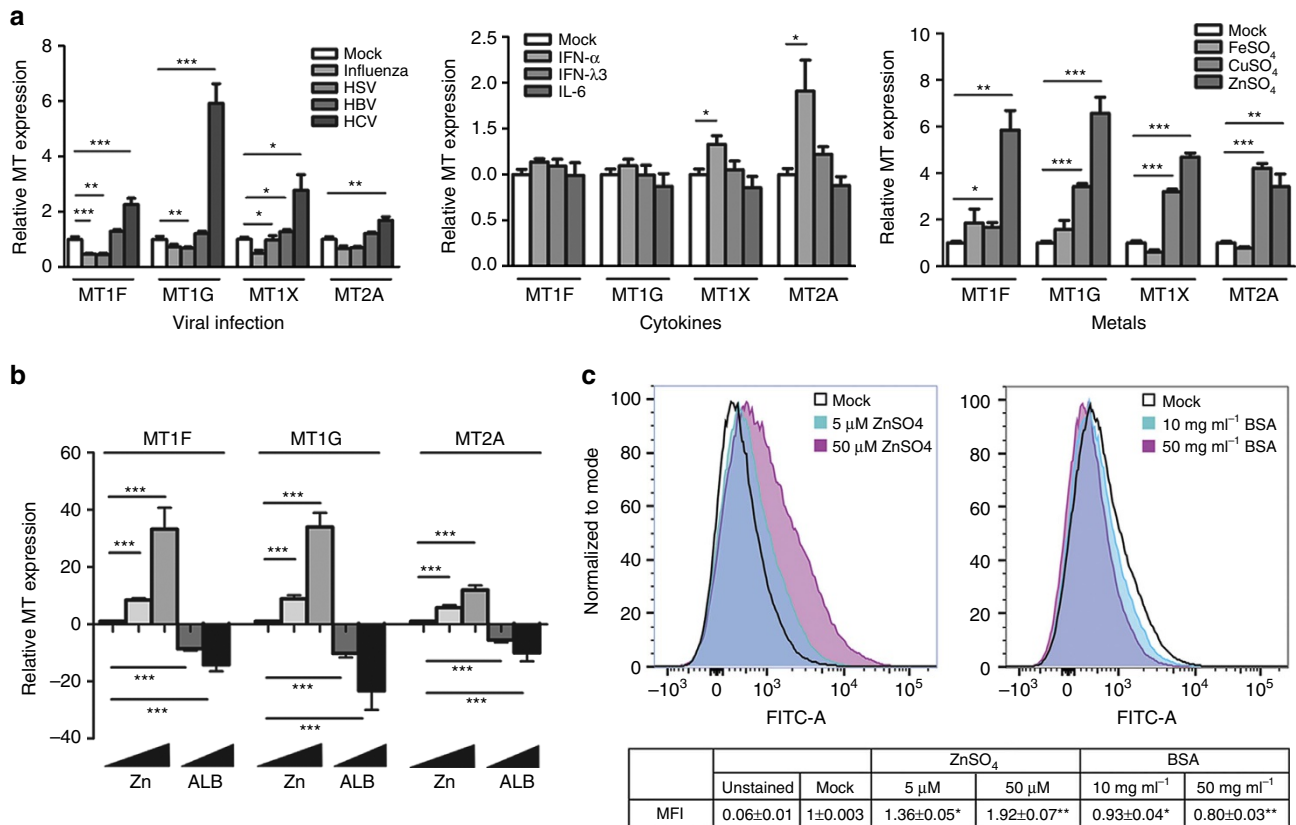 a
8
6
4
2
0
Relative MT expression
Mock
Influenza
HSV
HBV
HCV
***
***
**
***
**
*
*
*
**
MT1F
MT1G
MT1X
MT2A
Viral infection
2.5
2.0
1.5
0.0
0.5
0.0
Relative MT expression
Mock
IFN-α
IFN-λ3
IL-6
*
*
MT1F
MT1G
MT1X
MT2A
Cytokines
10
8
6
4
2
0
Relative MT expression
Mock
FeSO4
CuSO4
ZnSO4
**
*
***
***
***
***
**
***
MT1F
MT1G
MT1X
MT2A
Metals
b
60
40
20
0
−20
−40
Relative MT expression
MT1F
MT1G
MT2A
***
***
***
***
***
***
***
***
***
***
***
***
Zn
ALB
Zn
ALB
Zn
ALB
c
100
80
60
40
20
0
Normalized to mode
Mock
5 μM ZnSO4
50 μM ZnSO4
−10³
0
10³
10⁴
10⁵
FITC-A
100
80
60
40
20
0
Mock
10 mg ml⁻¹ BSA
50 mg ml⁻¹ BSA
−10³
0
10³
10⁴
10⁵
FITC-A
ZnSO4 BSA
Unstained Mock 5 μM 50 μM 10 mg ml⁻¹ 50 mg ml⁻¹
MFI 0.06±0.01 1±0.003 1.36±0.05* 1.92±0.07** 0.93±0.04* 0.80±0.03**